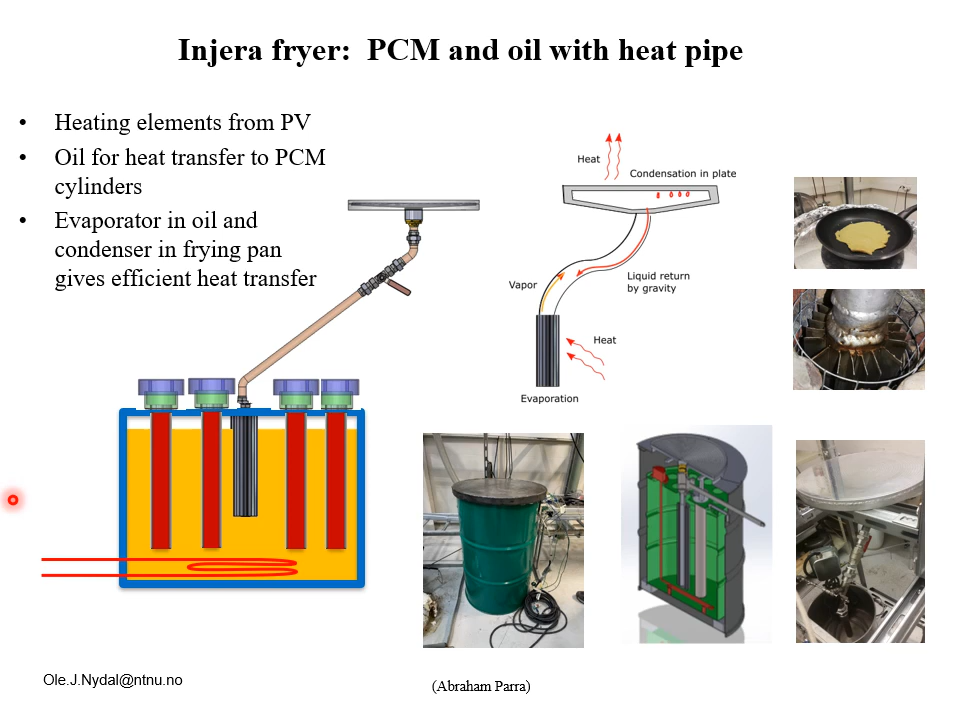 Injera fryer:  PCM and oil with heat pipe
• Heating elements from PV
• Oil for heat transfer to PCM
cylinders
• Evaporator in oil and
condenser in frying pan
gives efficient heat transfer
Heat
Condensation in plate
Vapor
Liquid return
by gravity
Heat
Evaporation
Ole.J.Nydal@ntnu.no
(Abraham Parra)